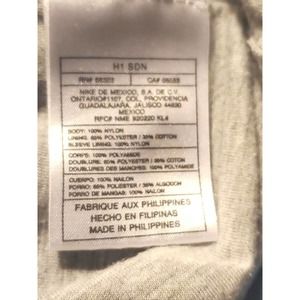 H1 SDN
RN# 56323 CA# 05553
NIKE DE MEXICO, S.A. DE C.V.
ONTARIO#1107, COL. PROVIDENCIA
GUADALAJARA, JALISCO 44630
MEXICO
RFC# NME 920220 KL4
BODY: 100% NYLON
LINING: 65% POLYESTER / 35% COTTON
SLEEVE LINING: 100% NYLON
CORPS: 100% POLYAMIDE
DOUBLURE: 65% POLYESTER / 35% COTON
DOUBLURES DES MANCHES: 100% POLYAMIDE
CUERPO: 100% NAILON
FORRO: 65% POLIESTER / 35% ALGODON
FORRO DE MANGAS: 100% NAILON
FABRIQUE AUX PHILIPPINES
HECHO EN FILIPINAS
MADE IN PHILIPPINES